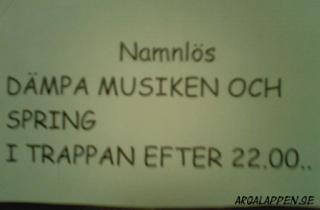 Namnlös
DÄMPA MUSIKEN OCH
SPRING
I TRAPPAN EFTER 22.00..
ARGALAPPEN.SE